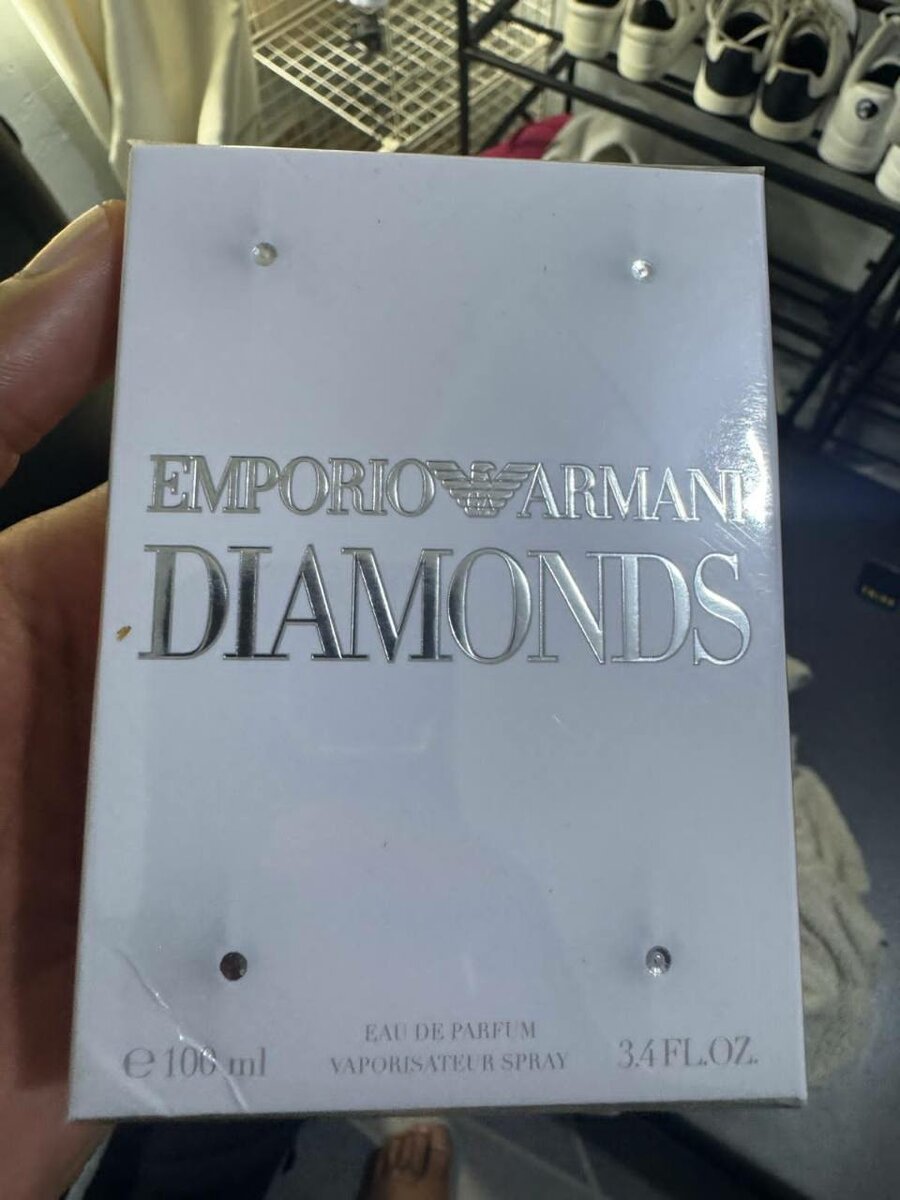 EMPORIO ARMANI
DIAMONDS
EAU DE PARFUM
℮ 100 ml VAPORISATEUR SPRAY 3.4 FL.OZ.